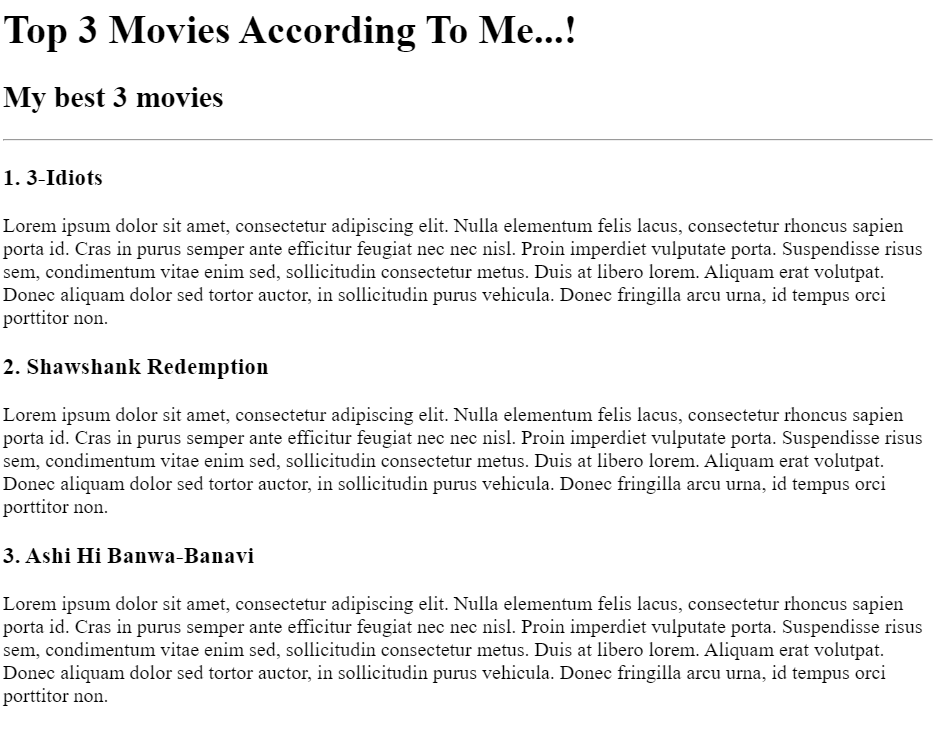 Top 3 Movies According To Me...!
My best 3 movies
1. 3-Idiots
Lorem ipsum dolor sit amet, consectetur adipiscing elit. Nulla elementum felis lacus, consectetur rhoncus sapien
porta id. Cras in purus semper ante efficitur feugiat nec nec nisl. Proin imperdiet vulputate porta. Suspendisse risus
sem, condimentum vitae enim sed, sollicitudin consectetur metus. Duis at libero lorem. Aliquam erat volutpat.
Donec aliquam dolor sed tortor auctor, in sollicitudin purus vehicula. Donec fringilla arcu urna, id tempus orci
porttitor non.
2. Shawshank Redemption
Lorem ipsum dolor sit amet, consectetur adipiscing elit. Nulla elementum felis lacus, consectetur rhoncus sapien
porta id. Cras in purus semper ante efficitur feugiat nec nec nisl. Proin imperdiet vulputate porta. Suspendisse risus
sem, condimentum vitae enim sed, sollicitudin consectetur metus. Duis at libero lorem. Aliquam erat volutpat.
Donec aliquam dolor sed tortor auctor, in sollicitudin purus vehicula. Donec fringilla arcu urna, id tempus orci
porttitor non.
3. Ashi Hi Banwa-Banavi
Lorem ipsum dolor sit amet, consectetur adipiscing elit. Nulla elementum felis lacus, consectetur rhoncus sapien
porta id. Cras in purus semper ante efficitur feugiat nec nec nisl. Proin imperdiet vulputate porta. Suspendisse risus
sem, condimentum vitae enim sed, sollicitudin consectetur metus. Duis at libero lorem. Aliquam erat volutpat.
Donec aliquam dolor sed tortor auctor, in sollicitudin purus vehicula. Donec fringilla arcu urna, id tempus orci
porttitor non.